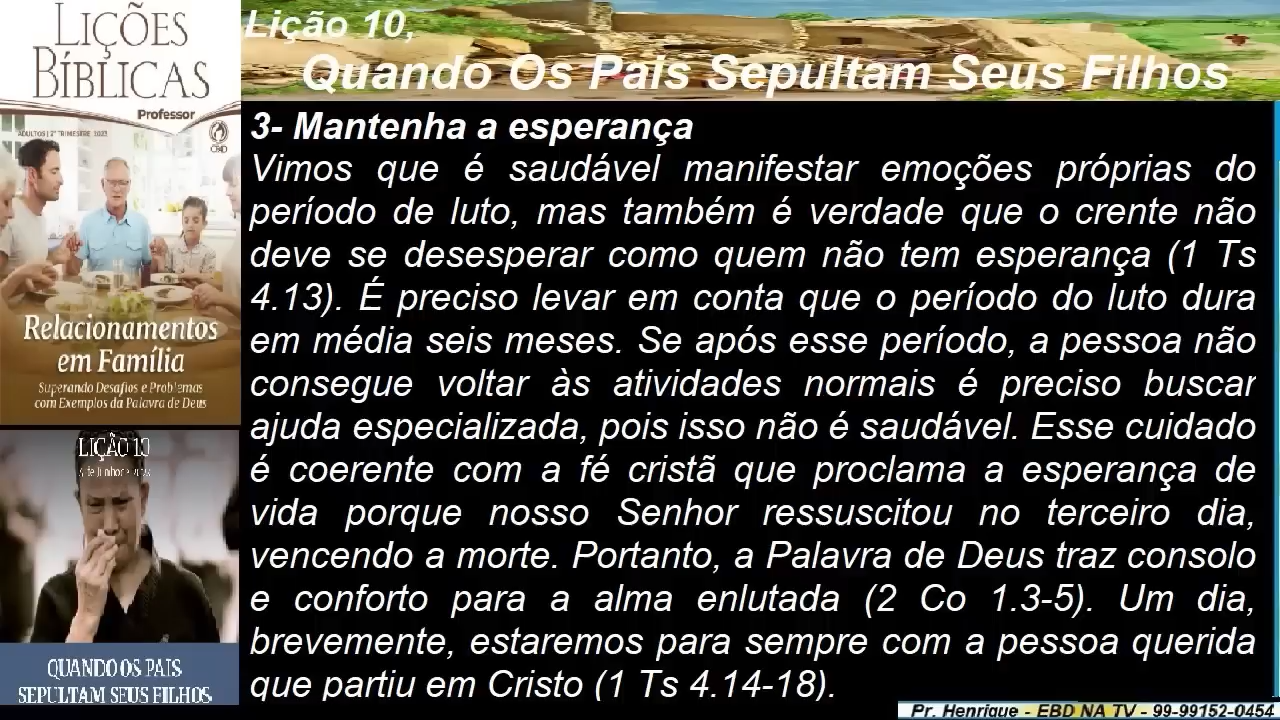 LIÇÕES
BÍBLICAS
Professor
ADULTOS | 2º TRIMESTRE 2023
CPAD
Relacionamentos
em Família
Superando Desafios e Problemas
com Exemplos da Palavra de Deus
LIÇÃO 10
QUANDO OS PAIS
SEPULTAM SEUS FILHOS
Lição 10,
Quando Os Pais Sepultam Seus Filhos
3- Mantenha a esperança
Vimos que é saudável manifestar emoções próprias do
período de luto, mas também é verdade que o crente não
deve se desesperar como quem não tem esperança (1 Ts
4.13). É preciso levar em conta que o período do luto dura
em média seis meses. Se após esse período, a pessoa não
consegue voltar às atividades normais é preciso buscar
ajuda especializada, pois isso não é saudável. Esse cuidado
é coerente com a fé cristã que proclama a esperança de
vida porque nosso Senhor ressuscitou no terceiro dia,
vencendo a morte. Portanto, a Palavra de Deus traz consolo
e conforto para a alma enlutada (2 Co 1.3-5). Um dia,
brevemente, estaremos para sempre com a pessoa querida
que partiu em Cristo (1 Ts 4.14-18).
Pr. Henrique - EBD NA TV - 99-99152-0454